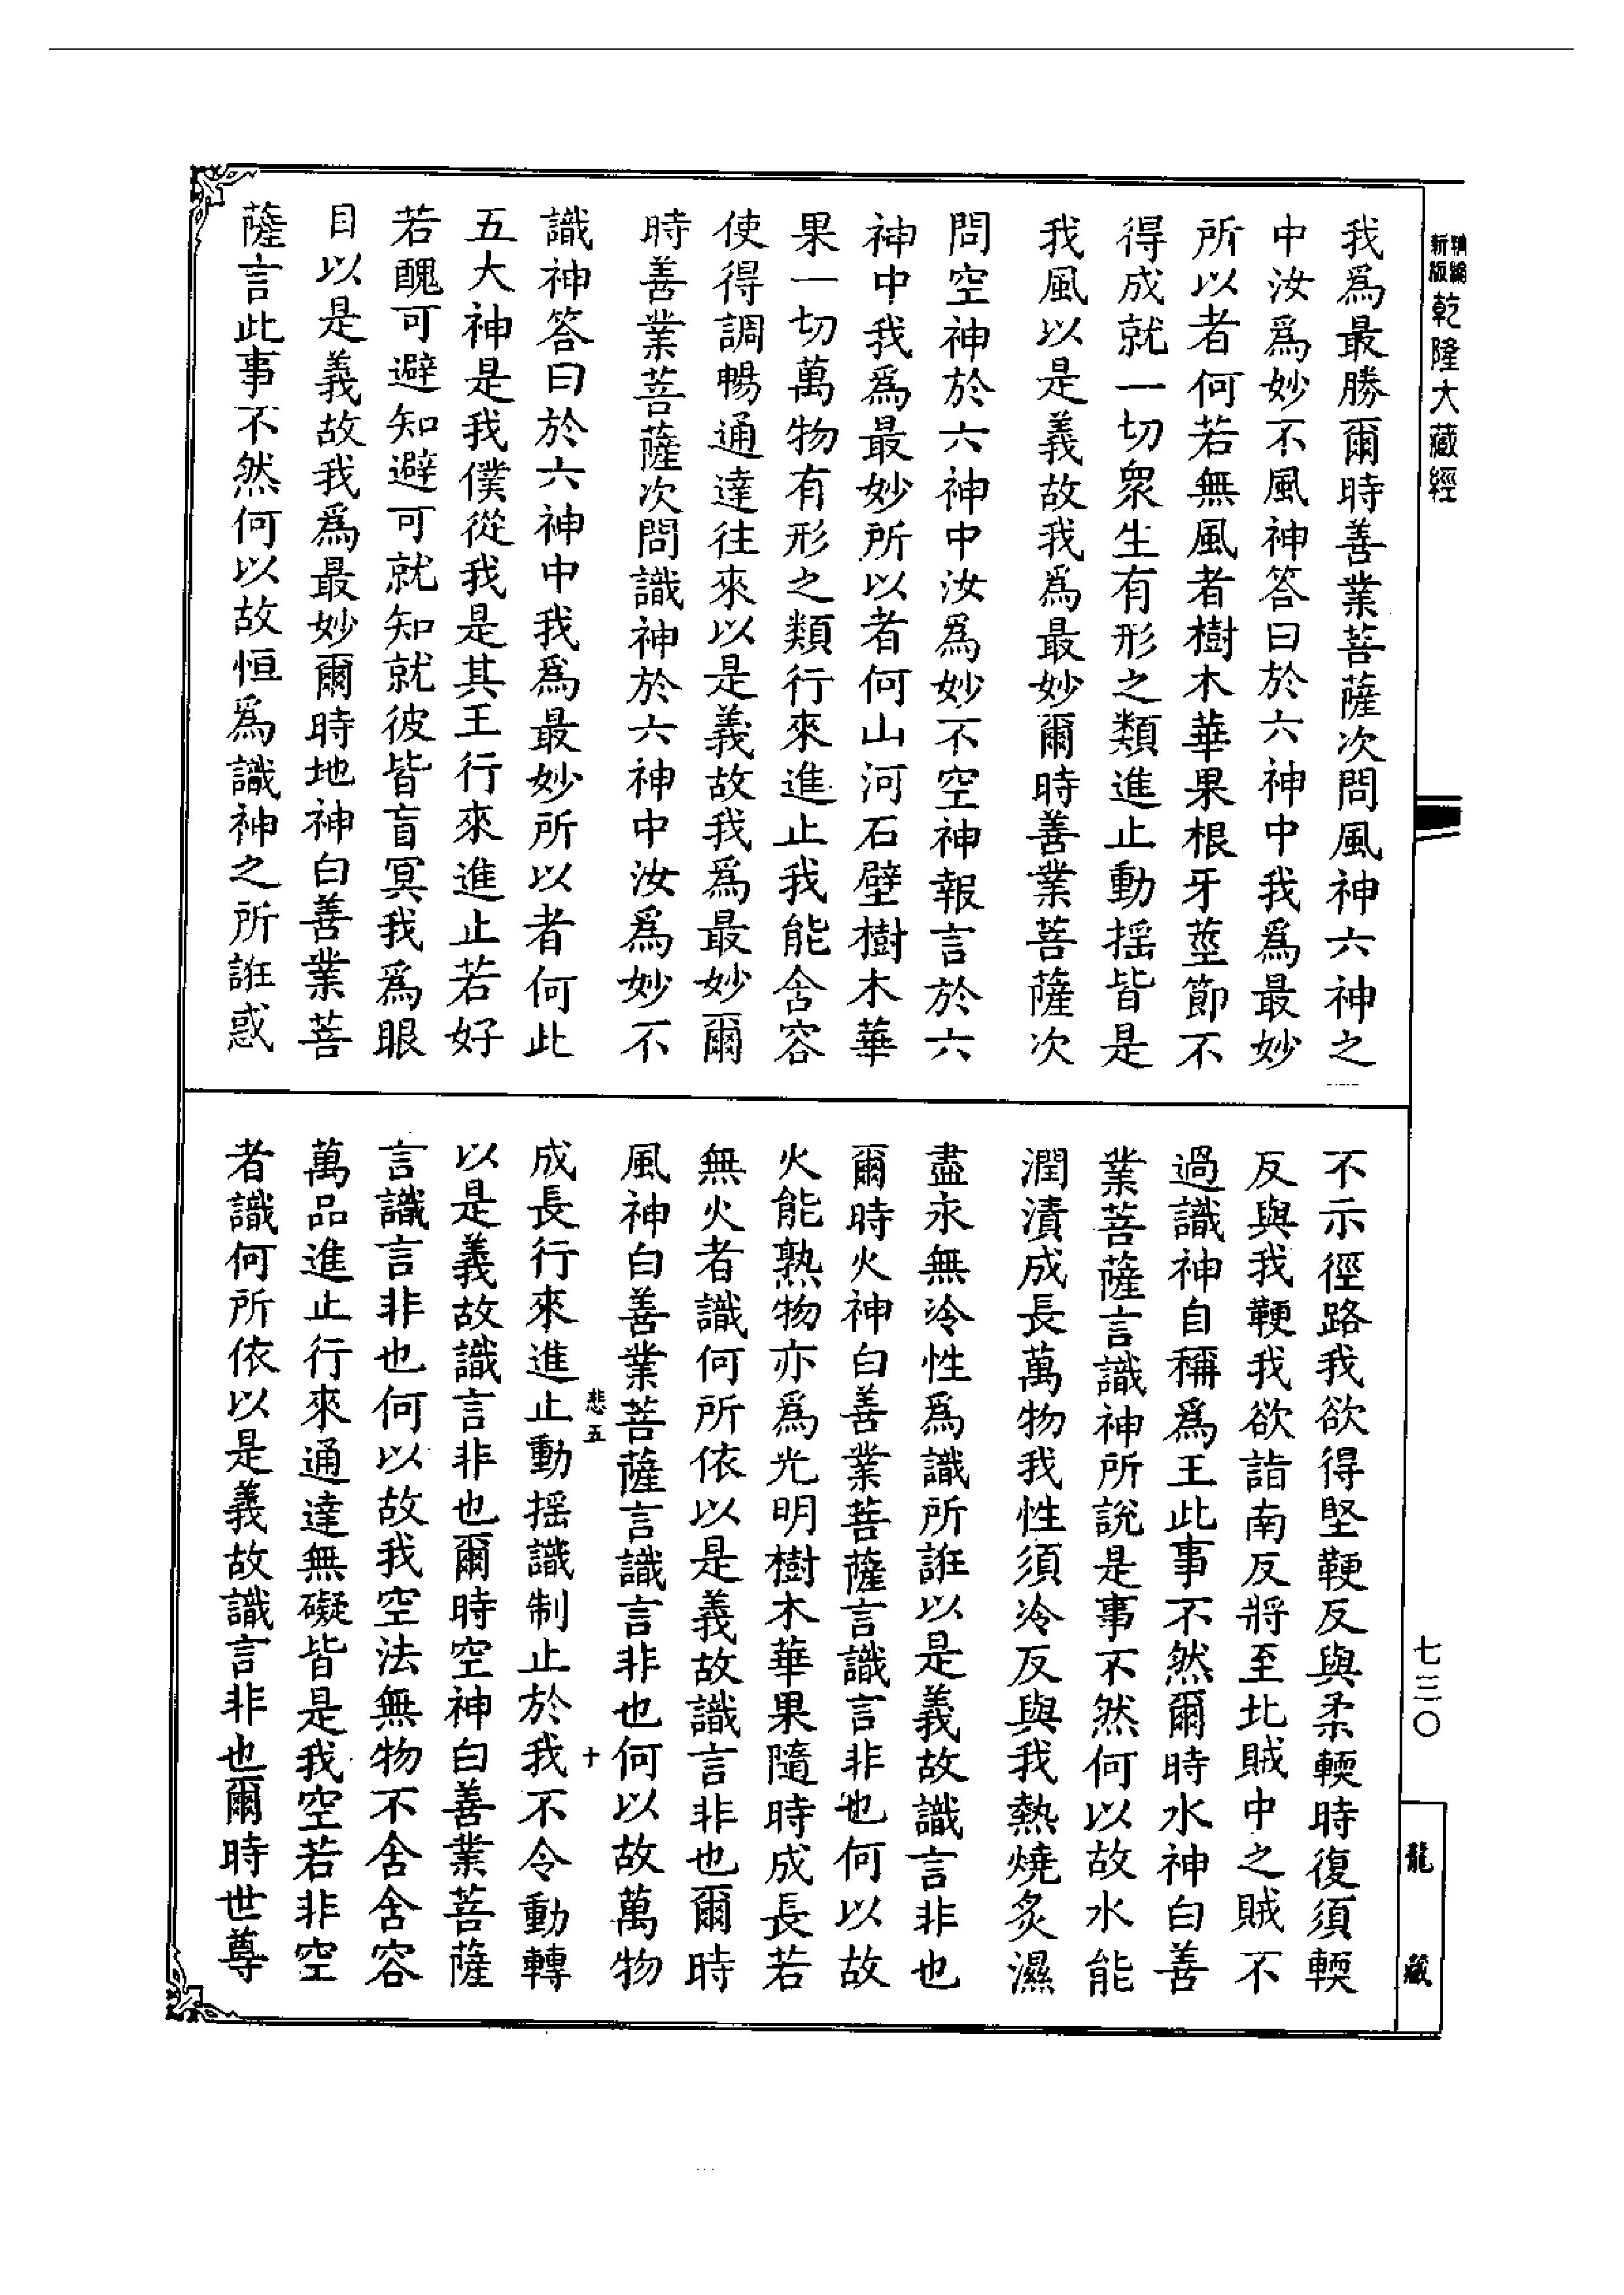 新編縮版乾隆大藏經
我爲最勝爾時善業菩薩次問風神六神之
中汝爲妙不風神答曰於六神中我爲最妙
所以者何若無風者樹木華果根牙莖節不
得成就一切眾生有形之類進止動搖皆是
我風以是義故我爲最妙爾時善業菩薩次
問空神於六神中汝爲妙不空神報言於六
神中我爲最妙所以者何山河石壁樹木華
果一切萬物有形之類行來進止我能含容
使得調暢通達往來以是義故我爲最妙爾
時善業菩薩次問識神於六神中汝爲妙不
識神答曰於六神中我爲最妙所以者何此
五大神是我僕從我是其王行來進止若好
若醜可避知避可就知就彼皆盲冥我爲眼
目以是義故我爲最妙爾時地神白善業菩
薩言此事不然何以故恒爲識神之所誑惑
不示徑路我欲得堅鞕反與柔輭時復須輭
反與我鞕我欲詣南反將至北賊中之賊不
過識神自稱爲王此事不然爾時水神白善
業菩薩言識神所說是事不然何以故水能
潤漬成長萬物我性須冷反與我熱燒炙濕
盡永無冷性爲識所誑以是義故識言非也
爾時火神白善業菩薩言識言非也何以故
火能熟物亦爲光明樹木華果隨時成長若
無火者識何所依以是義故識言非也爾時
風神白善業菩薩言識言非也何以故萬物
悲五 十
成長行來進止動搖識制止於我不令動轉
以是義故識言非也爾時空神白善業菩薩
言識言非也何以故我空法無物不含含容
萬品進止行來通達無礙皆是我空若非空
者識何所依以是義故識言非也爾時世尊
七三〇
龍藏